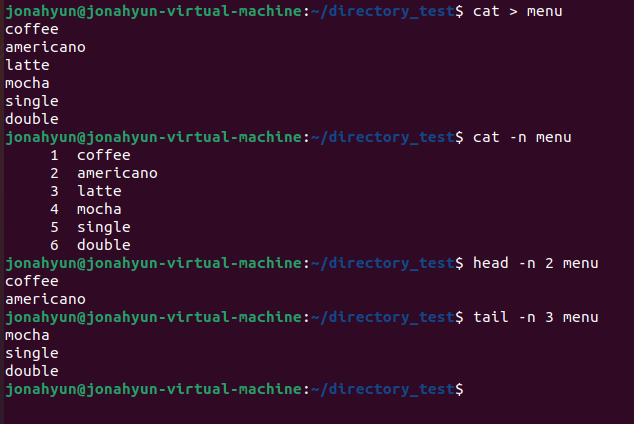 jonahyun@jonahyun-virtual-machine:~/directory_test$ cat > menu
coffee
americano
latte
mocha
single
double
jonahyun@jonahyun-virtual-machine:~/directory_test$ cat -n menu
     1  coffee
     2  americano
     3  latte
     4  mocha
     5  single
     6  double
jonahyun@jonahyun-virtual-machine:~/directory_test$ head -n 2 menu
coffee
americano
jonahyun@jonahyun-virtual-machine:~/directory_test$ tail -n 3 menu
mocha
single
double
jonahyun@jonahyun-virtual-machine:~/directory_test$